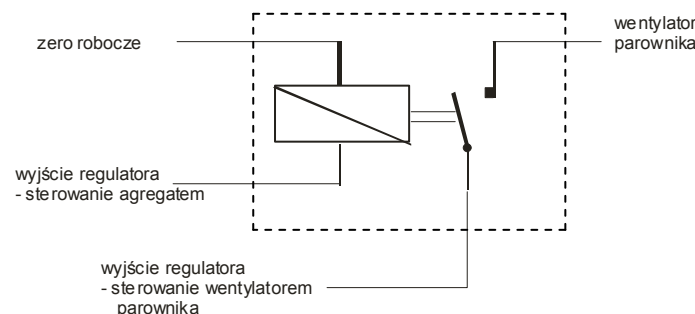 zero robocze
wentylator
parownika
wyjście regulatora
- sterowanie agregatem
wyjście regulatora
- sterowanie wentylatorem
parownika